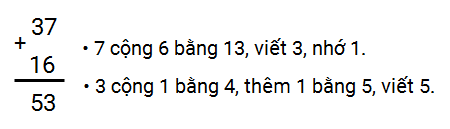 37
+
16
53
• 7 cộng 6 bằng 13, viết 3, nhớ 1.
• 3 cộng 1 bằng 4, thêm 1 bằng 5, viết 5.